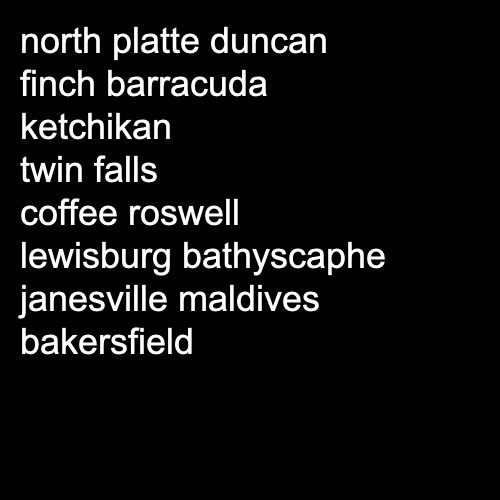 north platte duncan
finch barracuda
ketchikan
twin falls
coffee roswell
lewisburg bathyscaphe
janesville maldives
bakersfield